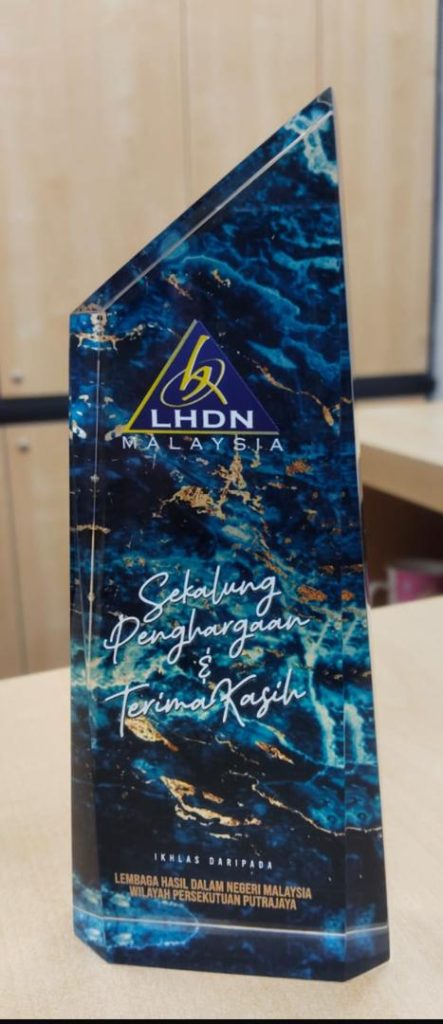 LHDN
MALAYSIA
Sekalung
Penghargaan
&
Terima Kasih
IKHLAS DARIPADA
LEMBAGA HASIL DALAM NEGERI MALAYSIA
WILAYAH PERSEKUTUAN PUTRAJAYA